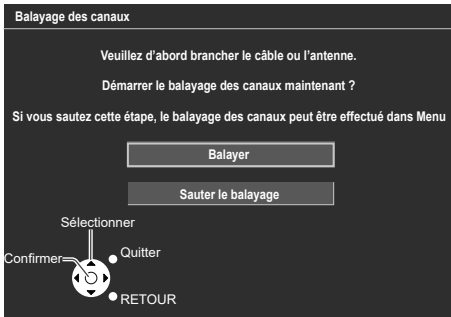 Balayage des canaux
Veuillez d'abord brancher le câble ou l'antenne.
Démarrer le balayage des canaux maintenant ?
Si vous sautez cette étape, le balayage des canaux peut être effectué dans Menu
Balayer
Sauter le balayage
Sélectionner
Confirmer
Quitter
RETOUR